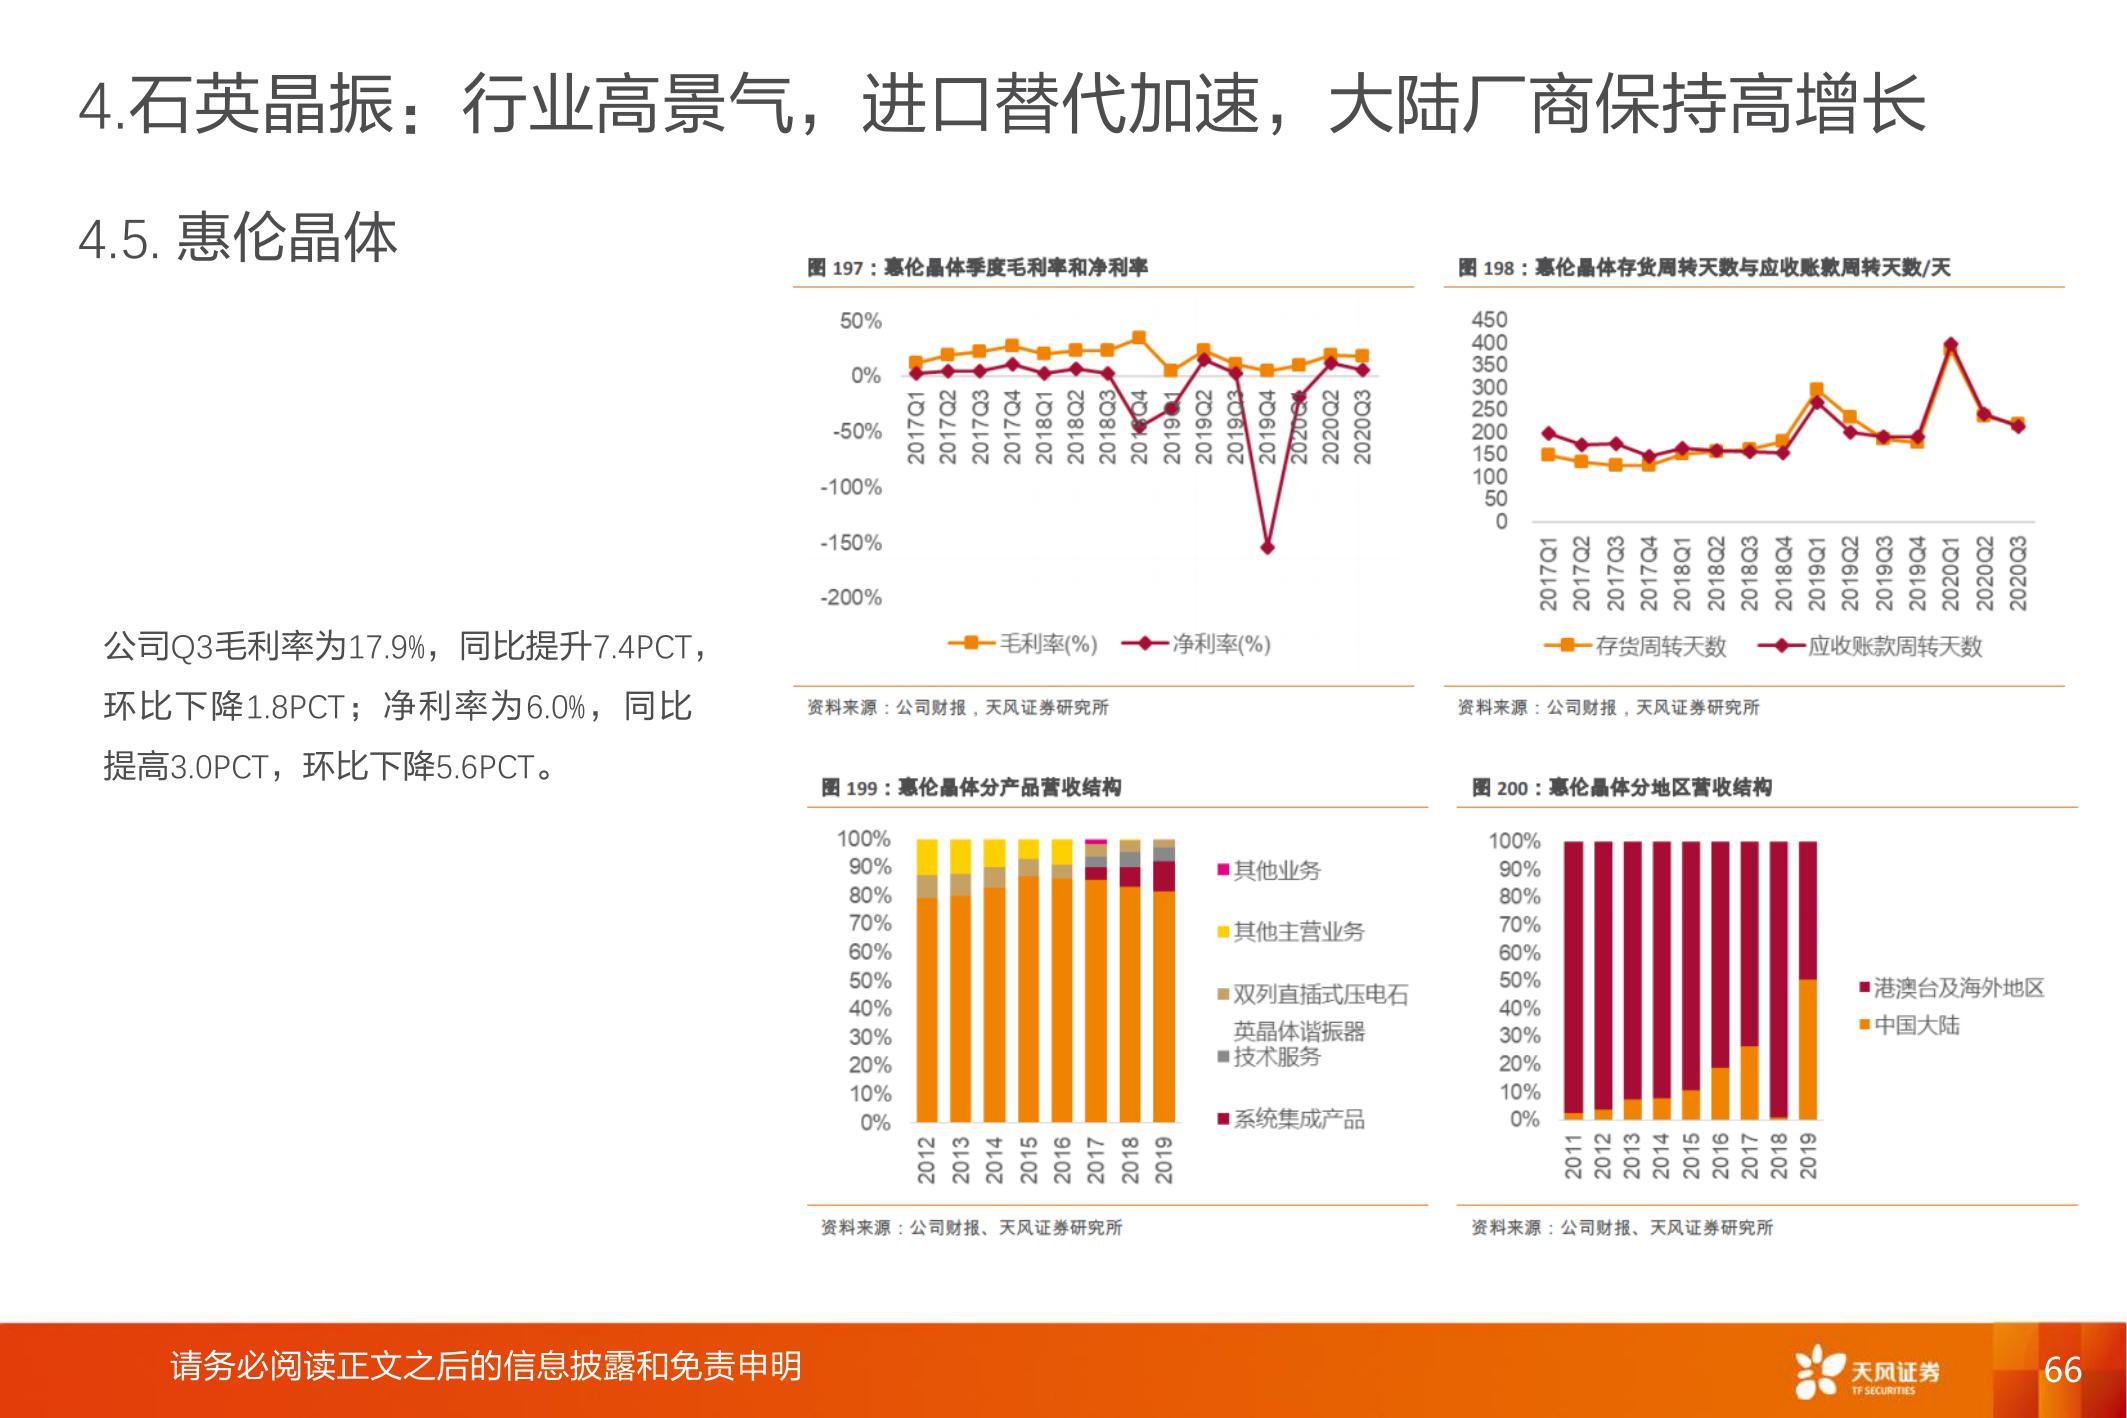 4.石英晶振：行业高景气，进口替代加速，大陆厂商保持高增长
4.5. 惠伦晶体
公司Q3毛利率为17.9%，同比提升7.4PCT，
环比下降1.8PCT；净利率为6.0%，同比
提高3.0PCT，环比下降5.6PCT。
图 197：惠伦晶体季度毛利率和净利率
50%
0%
-50%
-100%
-150%
-200%
2017Q1
2017Q2
2017Q3
2017Q4
2018Q1
2018Q2
2018Q3
2018Q4
2019Q1
2019Q2
2019Q3
2019Q4
2020Q1
2020Q2
2020Q3
毛利率(%)
净利率(%)
资料来源：公司财报，天风证券研究所
图 198：惠伦晶体存货周转天数与应收账款周转天数/天
450
400
350
300
250
200
150
100
50
0
2017Q1
2017Q2
2017Q3
2017Q4
2018Q1
2018Q2
2018Q3
2018Q4
2019Q1
2019Q2
2019Q3
2019Q4
2020Q1
2020Q2
2020Q3
存货周转天数
应收账款周转天数
资料来源：公司财报，天风证券研究所
图 199：惠伦晶体分产品营收结构
100%
90%
80%
70%
60%
50%
40%
30%
20%
10%
0%
2012
2013
2014
2015
2016
2017
2018
2019
其他业务
其他主营业务
双列直插式压电石
英晶体谐振器
技术服务
系统集成产品
资料来源：公司财报、天风证券研究所
图 200：惠伦晶体分地区营收结构
100%
90%
80%
70%
60%
50%
40%
30%
20%
10%
0%
2011
2012
2013
2014
2015
2016
2017
2018
2019
港澳台及海外地区
中国大陆
资料来源：公司财报、天风证券研究所
请务必阅读正文之后的信息披露和免责申明
天风证券
TF SECURITIES
66